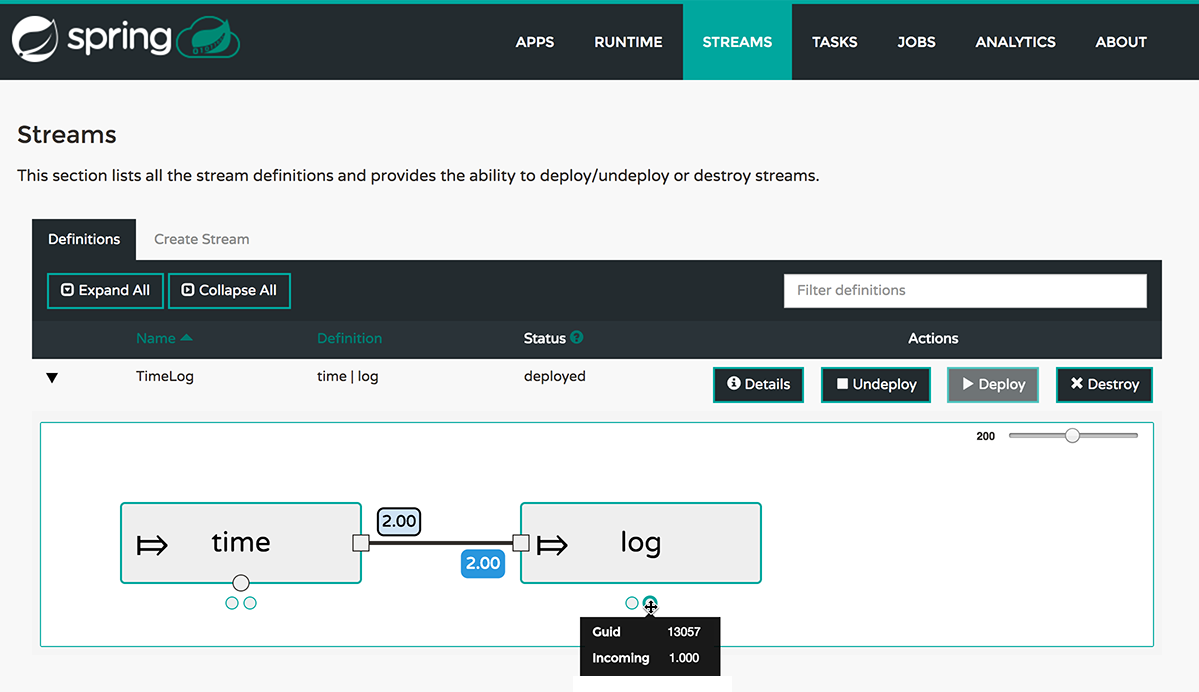 spring
APPS RUNTIME STREAMS TASKS JOBS ANALYTICS ABOUT
Streams
This section lists all the stream definitions and provides the ability to deploy/undeploy or destroy streams.
Definitions Create Stream
Expand All Collapse All Filter definitions
Name Definition Status ? Actions
TimeLog time | log deployed Details Undeploy Deploy Destroy
200
2.00
time log
2.00
Guid 13057
Incoming 1.000